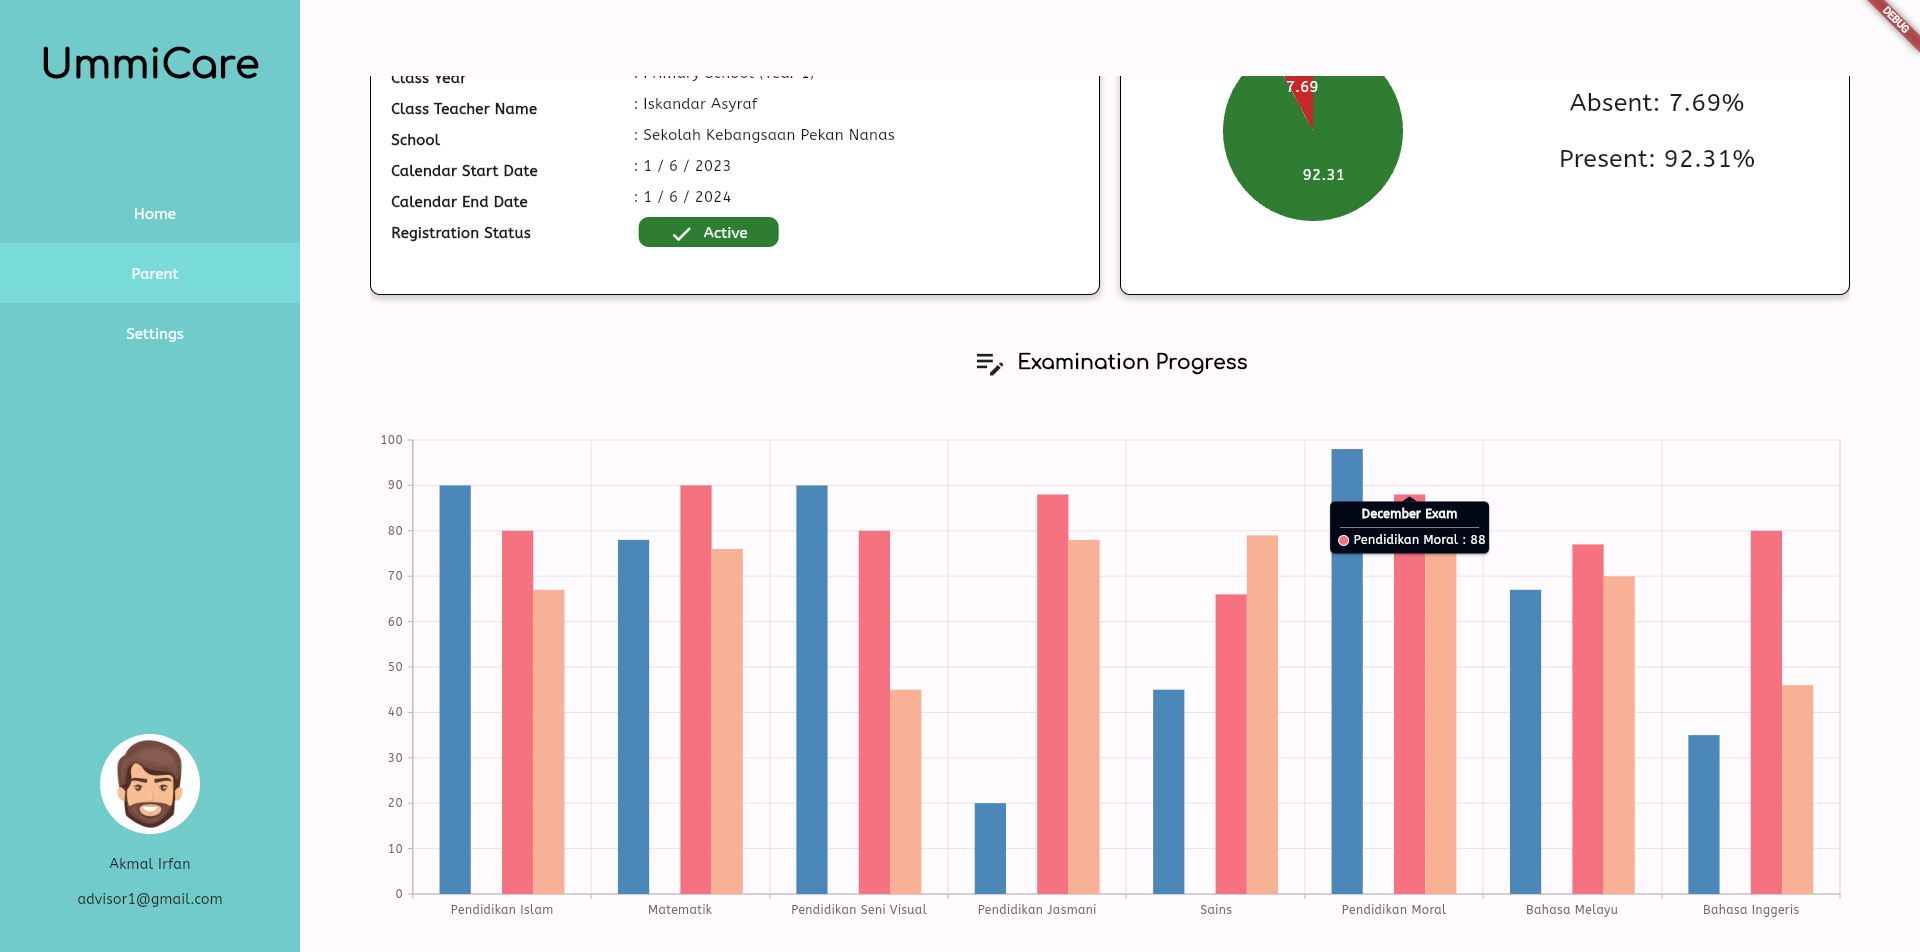 UmmiCare
Home
Parent
Settings
Akmal Irfan
advisor1@gmail.com
DEBUG
Class Year : Primary School (Year 1)
Class Teacher Name : Iskandar Asyraf
School : Sekolah Kebangsaan Pekan Nanas
Calendar Start Date : 1 / 6 / 2023
Calendar End Date : 1 / 6 / 2024
Registration Status Active
7.69
92.31
Absent: 7.69%
Present: 92.31%
Examination Progress
100
90
80
70
60
50
40
30
20
10
0
December Exam
Pendidikan Moral : 88
Pendidikan Islam
Matematik
Pendidikan Seni Visual
Pendidikan Jasmani
Sains
Pendidikan Moral
Bahasa Melayu
Bahasa Inggeris